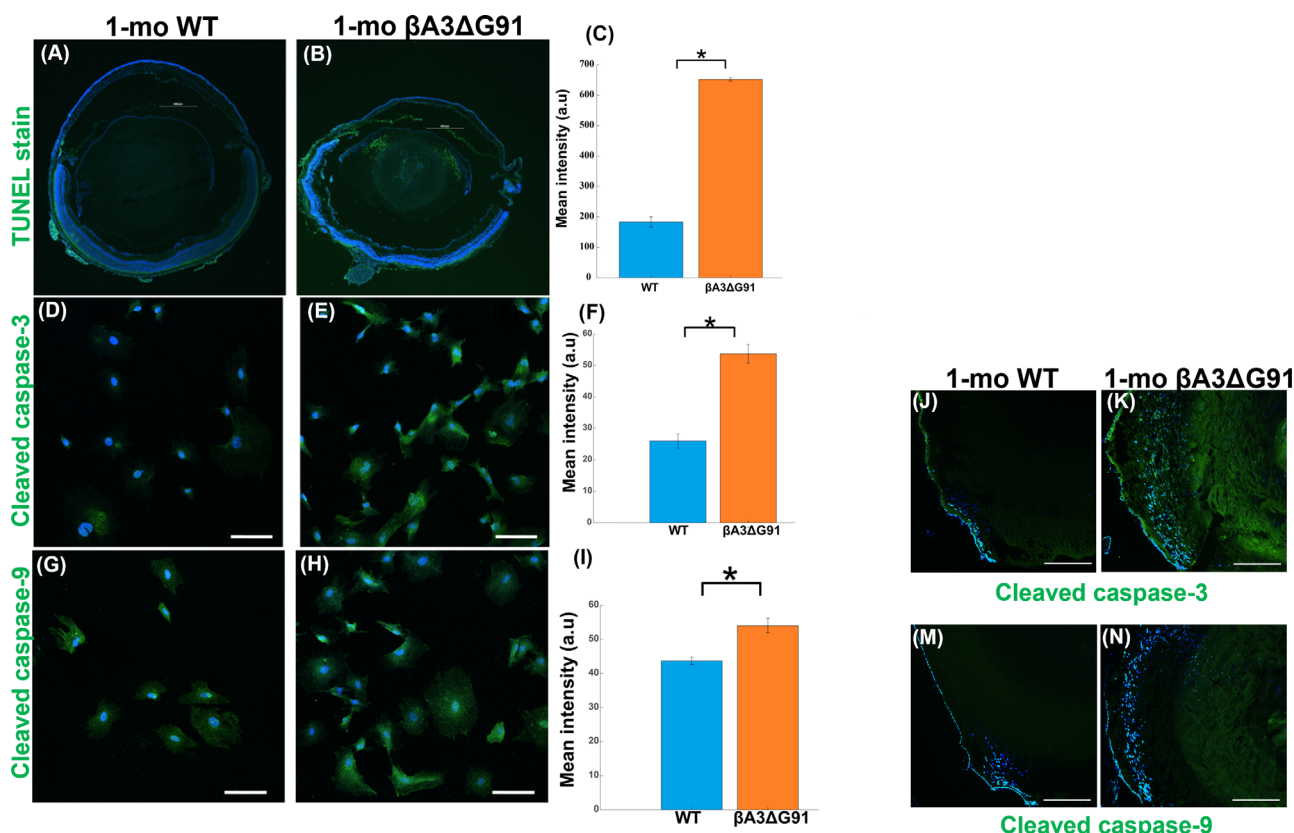 1-mo WT
1-mo βA3ΔG91
TUNEL stain
(A)
(B)
(C)
*
Mean intensity (a.u)
700
600
500
400
300
200
100
0
WT
βA3ΔG91
Cleaved caspase-3
(D)
(E)
(F)
*
Mean intensity (a.u)
60
50
40
30
20
10
0
WT
βA3ΔG91
Cleaved caspase-9
(G)
(H)
(I)
*
Mean intensity (a.u)
60
50
40
30
20
10
0
WT
βA3ΔG91
1-mo WT
1-mo βA3ΔG91
(J)
(K)
Cleaved caspase-3
(M)
(N)
Cleaved caspase-9